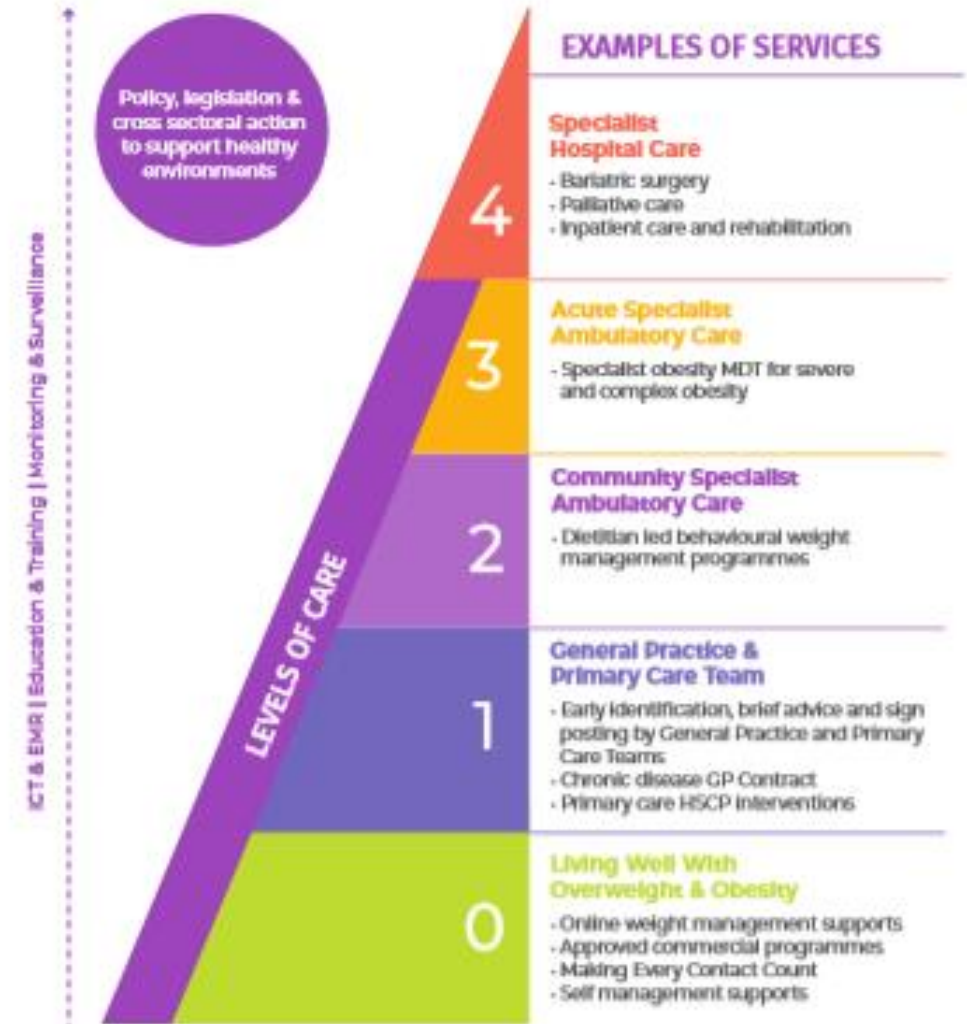 Policy, legislation &
cross sectoral action
to support healthy
environments
ICT & EMR | Education & Training | Monitoring & Surveillance
LEVELS OF CARE
EXAMPLES OF SERVICES
4
Specialist
Hospital Care
- Bariatric surgery
- Palliative care
- Inpatient care and rehabilitation
3
Acute Specialist
Ambulatory Care
- Specialist obesity MDT for severe
and complex obesity
2
Community Specialist
Ambulatory Care
- Dietitian led behavioural weight
management programmes
1
General Practice &
Primary Care Team
- Early identification, brief advice and sign
posting by General Practice and Primary
Care Teams
- Chronic disease GP Contract
- Primary care HSCP interventions
0
Living Well With
Overweight & Obesity
- Online weight management supports
- Approved commercial programmes
- Making Every Contact Count
- Self management supports